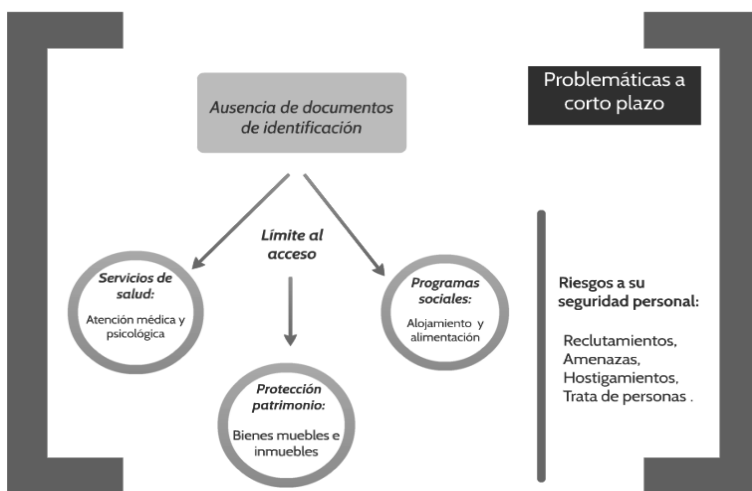 Ausencia de documentos
de identificación
Problemáticas a
corto plazo
Límite al
acceso
Servicios de
salud:
Atención médica y
psicológica
Protección
patrimonio:
Bienes muebles e
inmuebles
Programas
sociales:
Alojamiento y
alimentación
Riesgos a su
seguridad personal:
Reclutamientos,
Amenazas,
Hostigamientos,
Trata de personas .